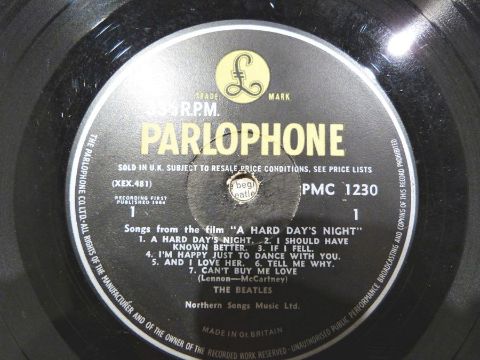 £
TRADE MARK
33⅓ R.P.M.
PARLOPHONE
SOLD IN U.K. SUBJECT TO RESALE PRICE CONDITIONS, SEE PRICE LISTS
(XEX.481)
PMC 1230
RECORDING FIRST
PUBLISHED 1964
1 1
Songs from the film "A HARD DAY'S NIGHT"
1. A HARD DAY'S NIGHT. 2. I SHOULD HAVE
KNOWN BETTER. 3. IF I FELL.
4. I'M HAPPY JUST TO DANCE WITH YOU.
5. AND I LOVE HER. 6. TELL ME WHY.
7. CAN'T BUY ME LOVE
(Lennon—McCartney)
THE BEATLES
Northern Songs Music Ltd.
MADE IN GT. BRITAIN
THE PARLOPHONE CO. LTD.—ALL RIGHTS OF THE MANUFACTURER AND OF THE OWNER OF THE RECORDED WORK RESERVED—UNAUTHORISED PUBLIC PERFORMANCE BROADCASTING AND COPYING OF THIS RECORD PROHIBITED